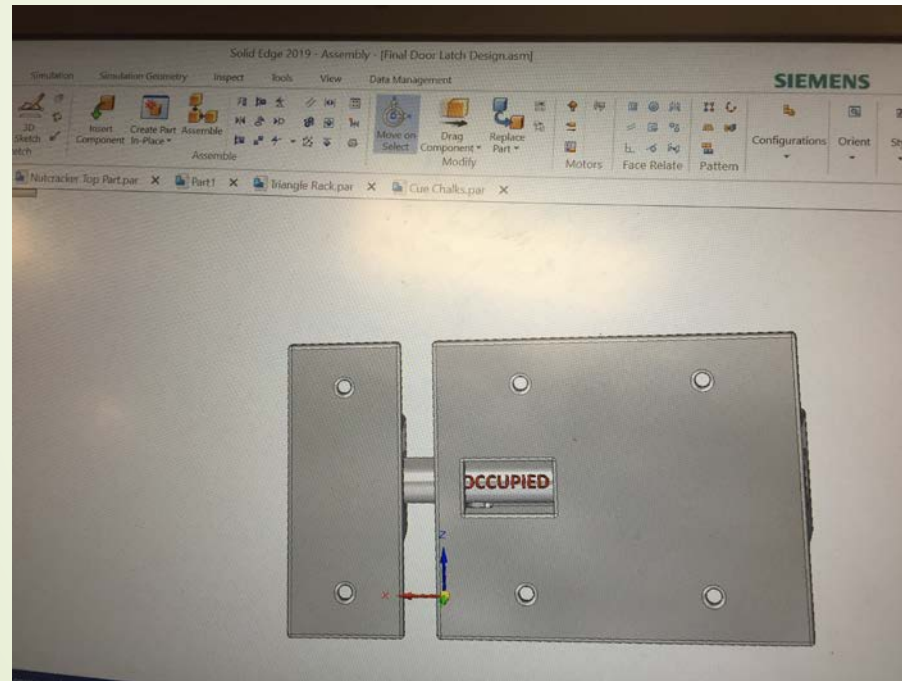 Solid Edge 2019 - Assembly - [Final Door Latch Design.asm]
Simulation Simulation Geometry Inspect Tools View Data Management
SIEMENS
3D Sketch
Insert Component
Create Part In-Place
Assemble
Move on Select
Drag Component
Replace Part
Configurations
Orient
Assemble
Modify
Motors
Face Relate
Pattern
Nutcracker Top Part.par X Part1 X Triangle Rack.par X Cue Chalks.par X
OCCUPIED
Z
X